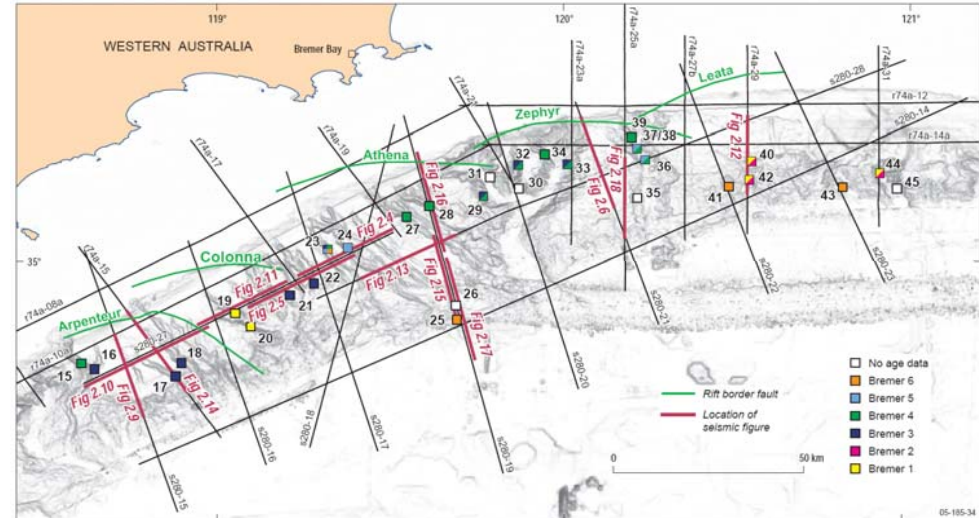 119°
120°
121°
WESTERN AUSTRALIA
Bremer Bay
r74a-23a
r74a-25a
r74a-27b
r74a-29
r74a-31
s280-28
r74a-12
s280-14
r74a-14a
Leata
Zephyr
Athena
Colonna
Arpenteur
r74a-17
r74a-19
r74a-15
r74a-08a
r74a-10a
35°
39
37/38
36
35
34
33
32
31
30
29
28
27
26
25
24
23
22
21
20
19
18
17
16
15
40
42
41
43
44
45
Fig 2.12
Fig 2.18
Fig 2.6
Fig 2.16
Fig 2.4
Fig 2.11
Fig 2.5
Fig 2.13
Fig 2.15
Fig 2.17
Fig 2.10
Fig 2.9
Fig 2.14
s280-27
s280-15
s280-16
s280-18
s280-17
s280-19
s280-20
s280-21
s280-22
s280-23
Rift border fault
Location of
seismic figure
0
50 km
No age data
Bremer 6
Bremer 5
Bremer 4
Bremer 3
Bremer 2
Bremer 1
05-185-34